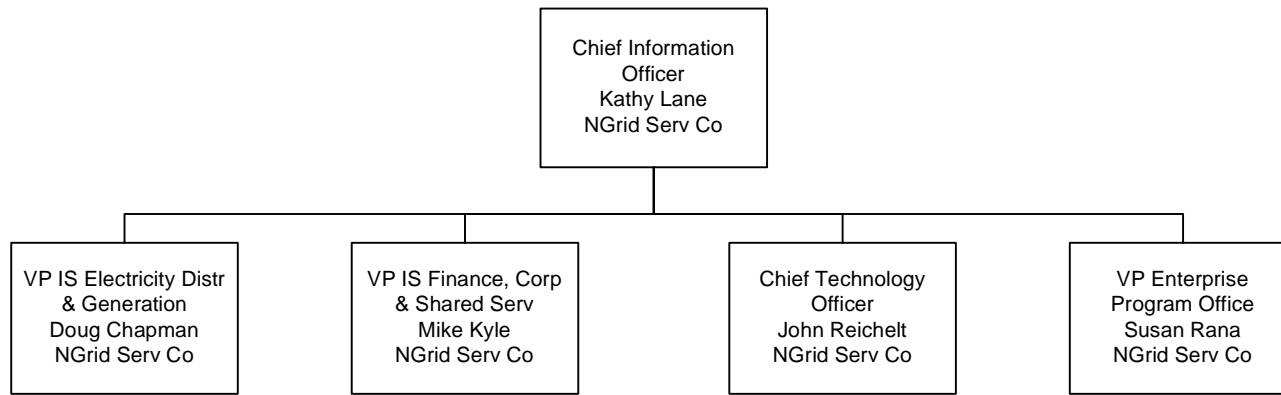 Chief Information
Officer
Kathy Lane
NGrid Serv Co
VP IS Electricity Distr
& Generation
Doug Chapman
NGrid Serv Co
VP IS Finance, Corp
& Shared Serv
Mike Kyle
NGrid Serv Co
Chief Technology
Officer
John Reichelt
NGrid Serv Co
VP Enterprise
Program Office
Susan Rana
NGrid Serv Co